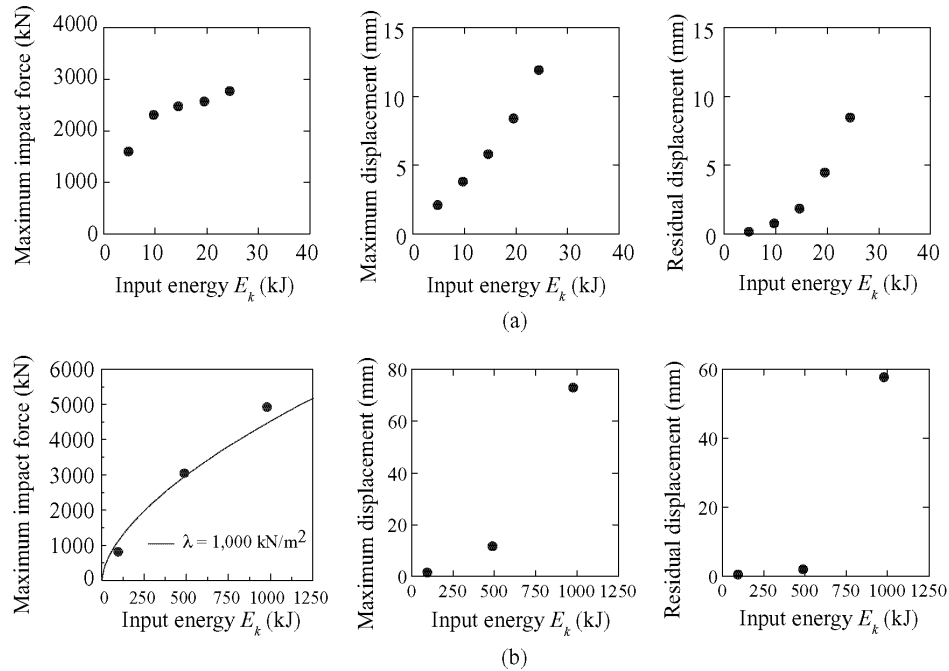 Maximum impact force (kN)
4000
3000
2000
1000
0
0 10 20 30 40
Input energy E_k (kJ)
Maximum displacement (mm)
15
10
5
0
0 10 20 30 40
Input energy E_k (kJ)
Residual displacement (mm)
15
10
5
0
0 10 20 30 40
Input energy E_k (kJ)
(a)
Maximum impact force (kN)
6000
5000
4000
3000
2000
1000
0
λ = 1,000 kN/m²
0 250 500 750 1000 1250
Input energy E_k (kJ)
Maximum displacement (mm)
80
60
40
20
0
0 250 500 750 1000 1250
Input energy E_k (kJ)
Residual displacement (mm)
60
40
20
0
0 250 500 750 1000 1250
Input energy E_k (kJ)
(b)